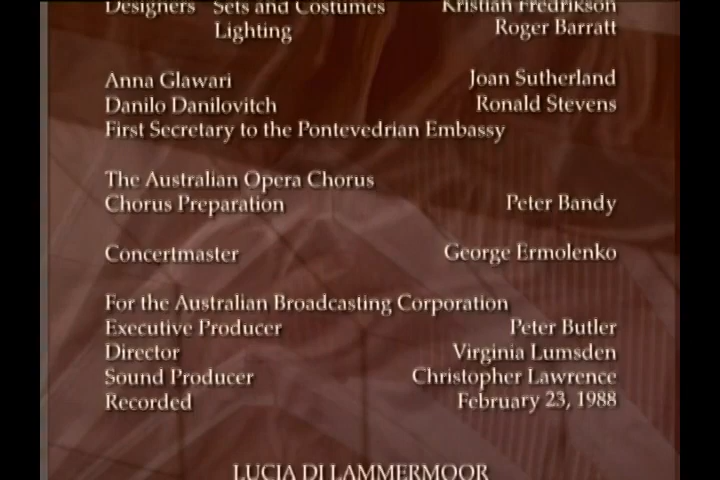 Designers Sets and Costumes Kristian Fredrikson
Lighting Roger Barratt
Anna Glawari Joan Sutherland
Danilo Danilovitch Ronald Stevens
First Secretary to the Pontevedrian Embassy
The Australian Opera Chorus
Chorus Preparation Peter Bandy
Concertmaster George Ermolenko
For the Australian Broadcasting Corporation
Executive Producer Peter Butler
Director Virginia Lumsden
Sound Producer Christopher Lawrence
Recorded February 23, 1988
LUCIA DI LAMMERMOOR